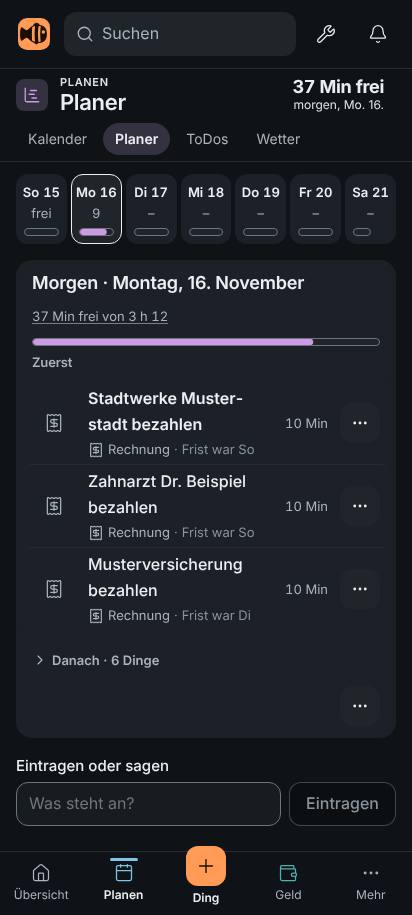 Suchen
PLANEN
Planer
37 Min frei
morgen, Mo. 16.
Kalender
Planer
ToDos
Wetter
So 15
frei
Mo 16
9
Di 17
–
Mi 18
–
Do 19
–
Fr 20
–
Sa 21
–
Morgen · Montag, 16. November
37 Min frei von 3 h 12
Zuerst
Stadtwerke Muster-
stadt bezahlen
10 Min
Rechnung · Frist war So
Zahnarzt Dr. Beispiel
bezahlen
10 Min
Rechnung · Frist war So
Musterversicherung
bezahlen
10 Min
Rechnung · Frist war Di
Danach · 6 Dinge
Eintragen oder sagen
Was steht an?
Eintragen
Übersicht
Planen
Ding
Geld
Mehr